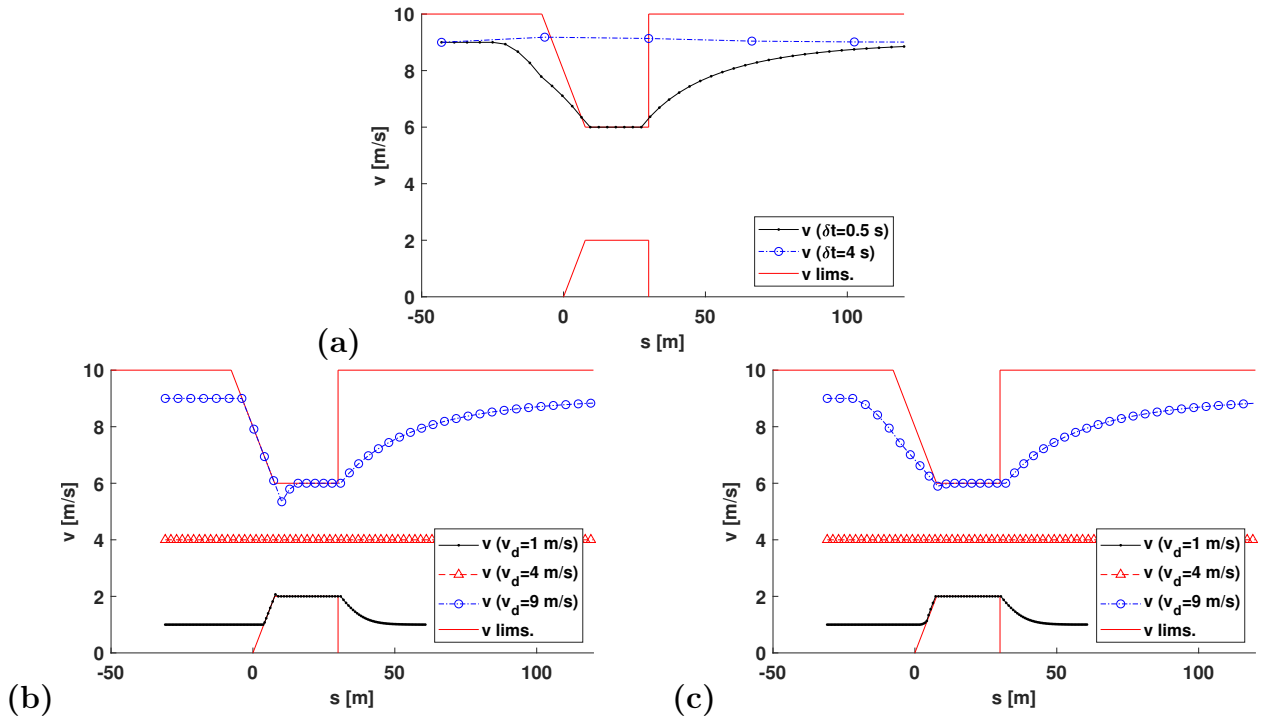 10
8
6
4
2
0
v [m/s]
v (δt=0.5 s)
v (δt=4 s)
v lims.
-50 0 50 100
s [m]
(a)
10
8
6
4
2
0
v [m/s]
v (v_d=1 m/s)
v (v_d=4 m/s)
v (v_d=9 m/s)
v lims.
-50 0 50 100
s [m]
(b)
10
8
6
4
2
0
v [m/s]
v (v_d=1 m/s)
v (v_d=4 m/s)
v (v_d=9 m/s)
v lims.
-50 0 50 100
s [m]
(c)